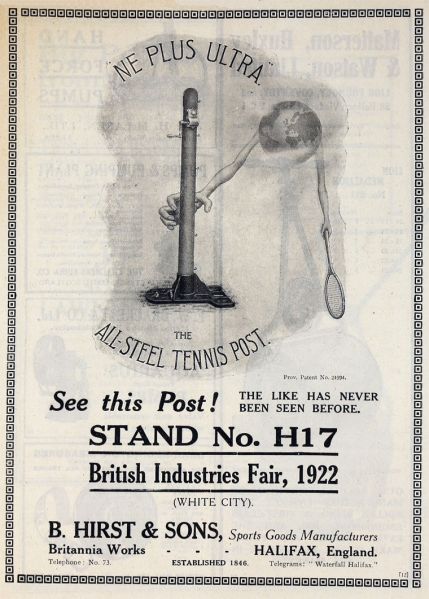 "NE PLUS ULTRA"
THE
ALL-STEEL TENNIS POST.
Prov. Patent No. 24994.
See this Post! THE LIKE HAS NEVER
BEEN SEEN BEFORE.
STAND No. H17
British Industries Fair, 1922
(WHITE CITY).
B. HIRST & SONS, Sports Goods Manufacturers
Britannia Works - - - HALIFAX, England.
Telephone: No. 73. ESTABLISHED 1846. Telegrams: "Waterfall Halifax."